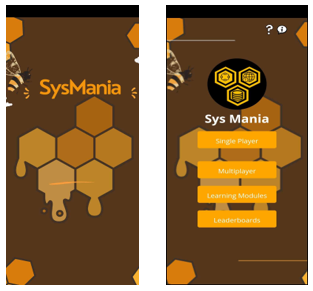 SysMania
?
Sys Mania
Single Player
Multiplayer
Learning Modules
Leaderboards